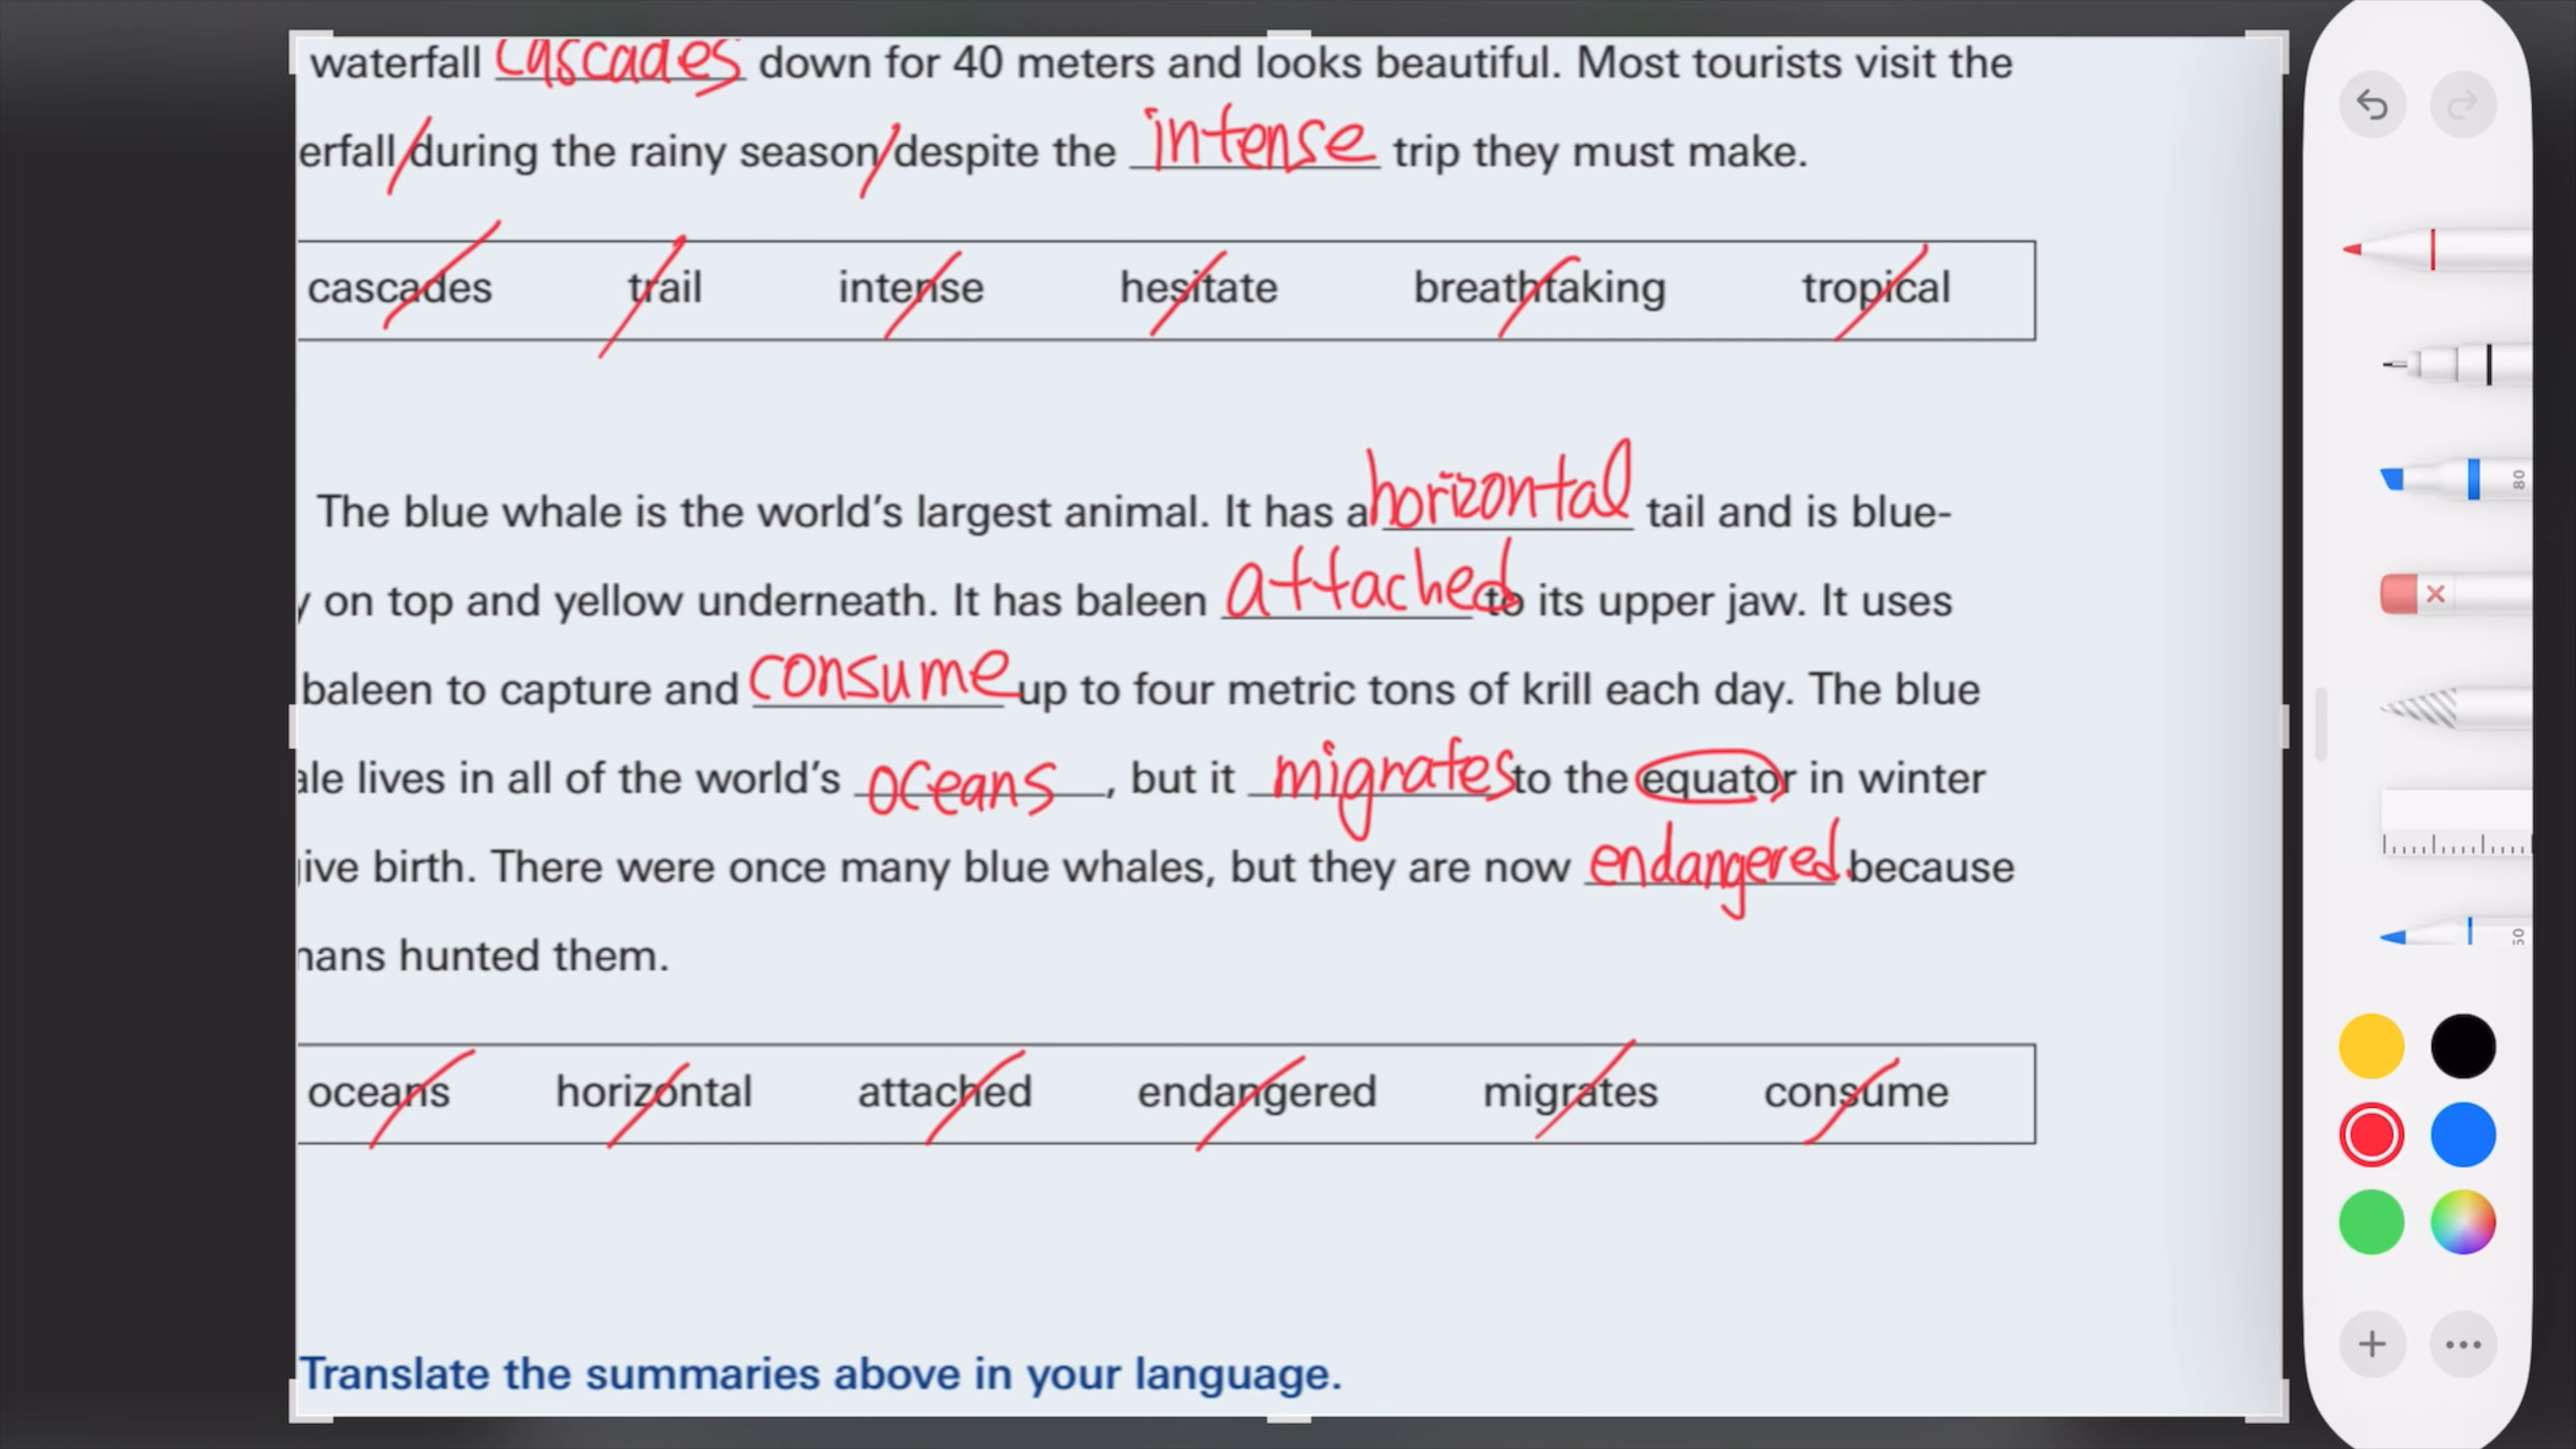 waterfall cascades down for 40 meters and looks beautiful. Most tourists visit the
erfall/during the rainy season/despite the intense trip they must make.
cascades trail intense hesitate breathtaking tropical
The blue whale is the world's largest animal. It has a horizontal tail and is blue-
y on top and yellow underneath. It has baleen attached to its upper jaw. It uses
baleen to capture and consume up to four metric tons of krill each day. The blue
ale lives in all of the world's oceans, but it migrates to the equator in winter
ive birth. There were once many blue whales, but they are now endangered because
mans hunted them.
oceans horizontal attached endangered migrates consume
Translate the summaries above in your language.
80
50